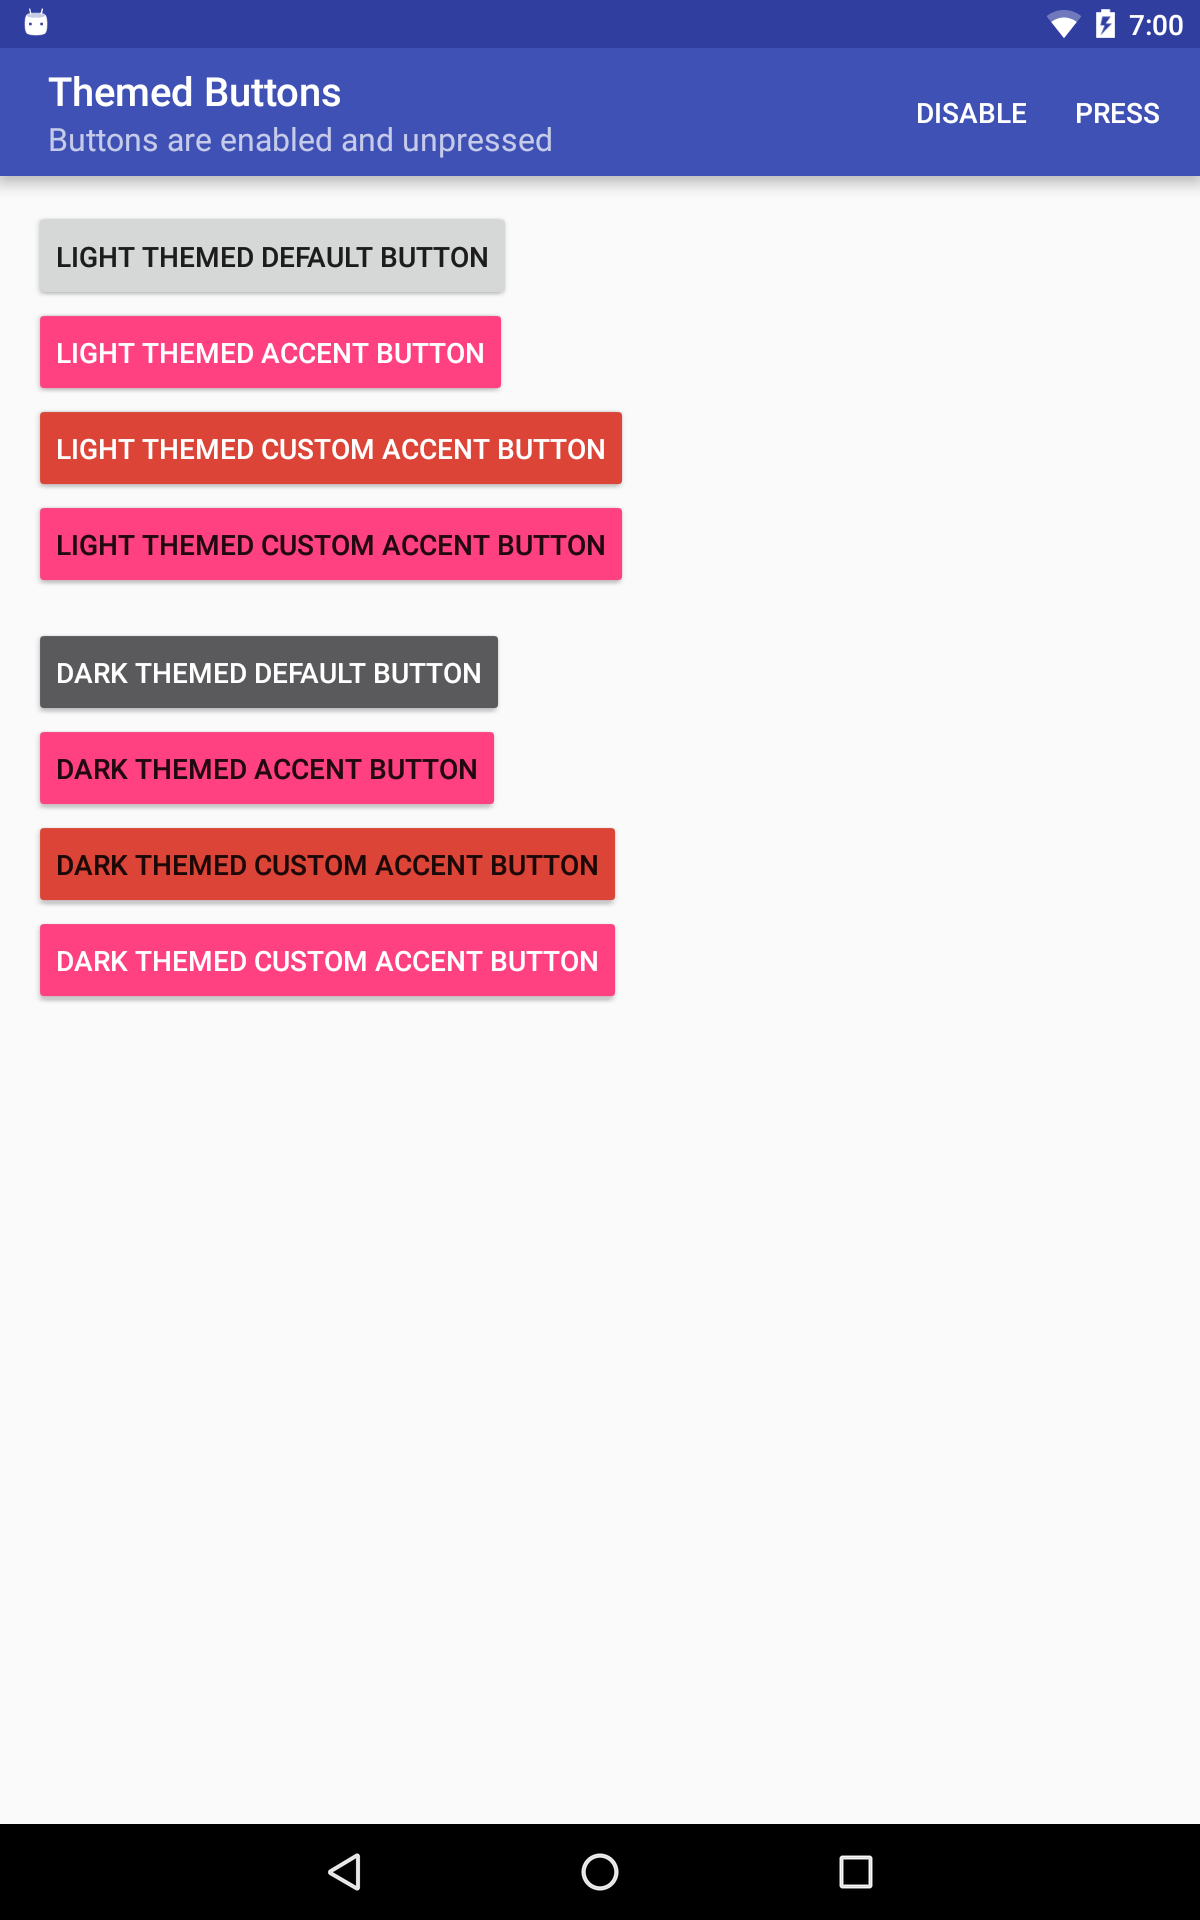 7:00
Themed Buttons
Buttons are enabled and unpressed
DISABLE PRESS
LIGHT THEMED DEFAULT BUTTON
LIGHT THEMED ACCENT BUTTON
LIGHT THEMED CUSTOM ACCENT BUTTON
LIGHT THEMED CUSTOM ACCENT BUTTON
DARK THEMED DEFAULT BUTTON
DARK THEMED ACCENT BUTTON
DARK THEMED CUSTOM ACCENT BUTTON
DARK THEMED CUSTOM ACCENT BUTTON